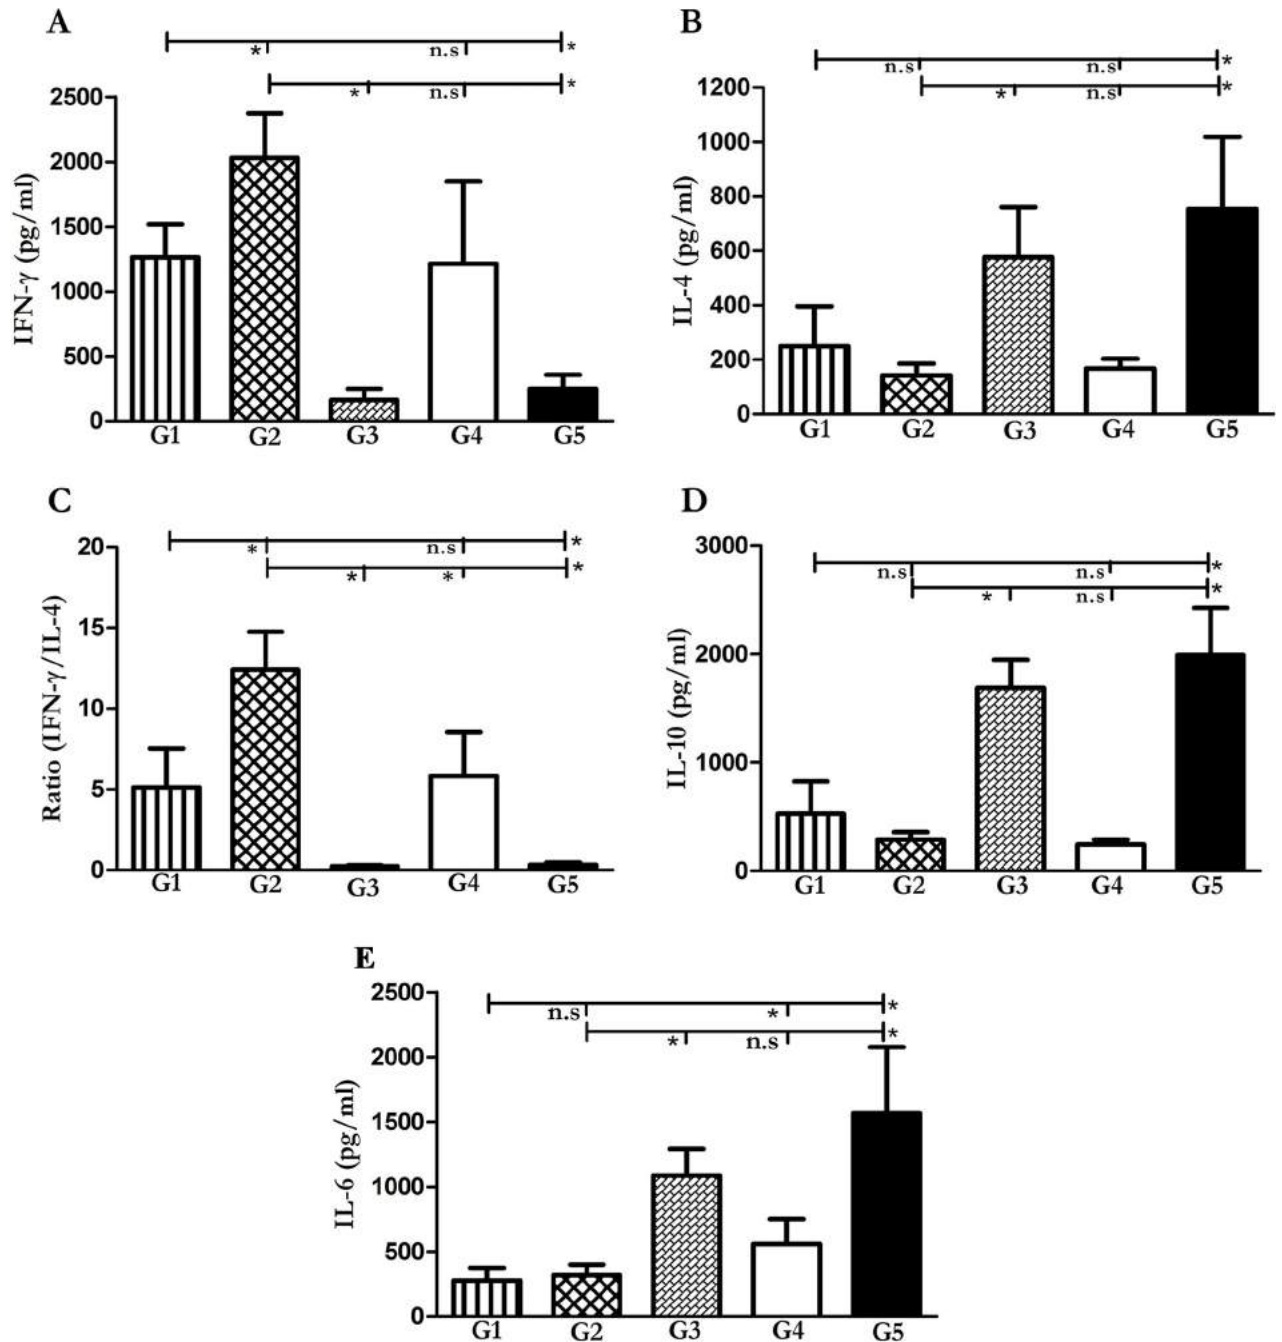 A
* n.s *
* n.s *
2500
2000
1500
1000
500
0
IFN-γ (pg/ml)
G1 G2 G3 G4 G5
B
n.s n.s *
* n.s *
1200
1000
800
600
400
200
0
IL-4 (pg/ml)
G1 G2 G3 G4 G5
C
* n.s *
* * *
20
15
10
5
0
Ratio (IFN-γ/IL-4)
G1 G2 G3 G4 G5
D
n.s n.s *
* n.s *
3000
2000
1000
0
IL-10 (pg/ml)
G1 G2 G3 G4 G5
E
n.s * *
* n.s *
2500
2000
1500
1000
500
0
IL-6 (pg/ml)
G1 G2 G3 G4 G5